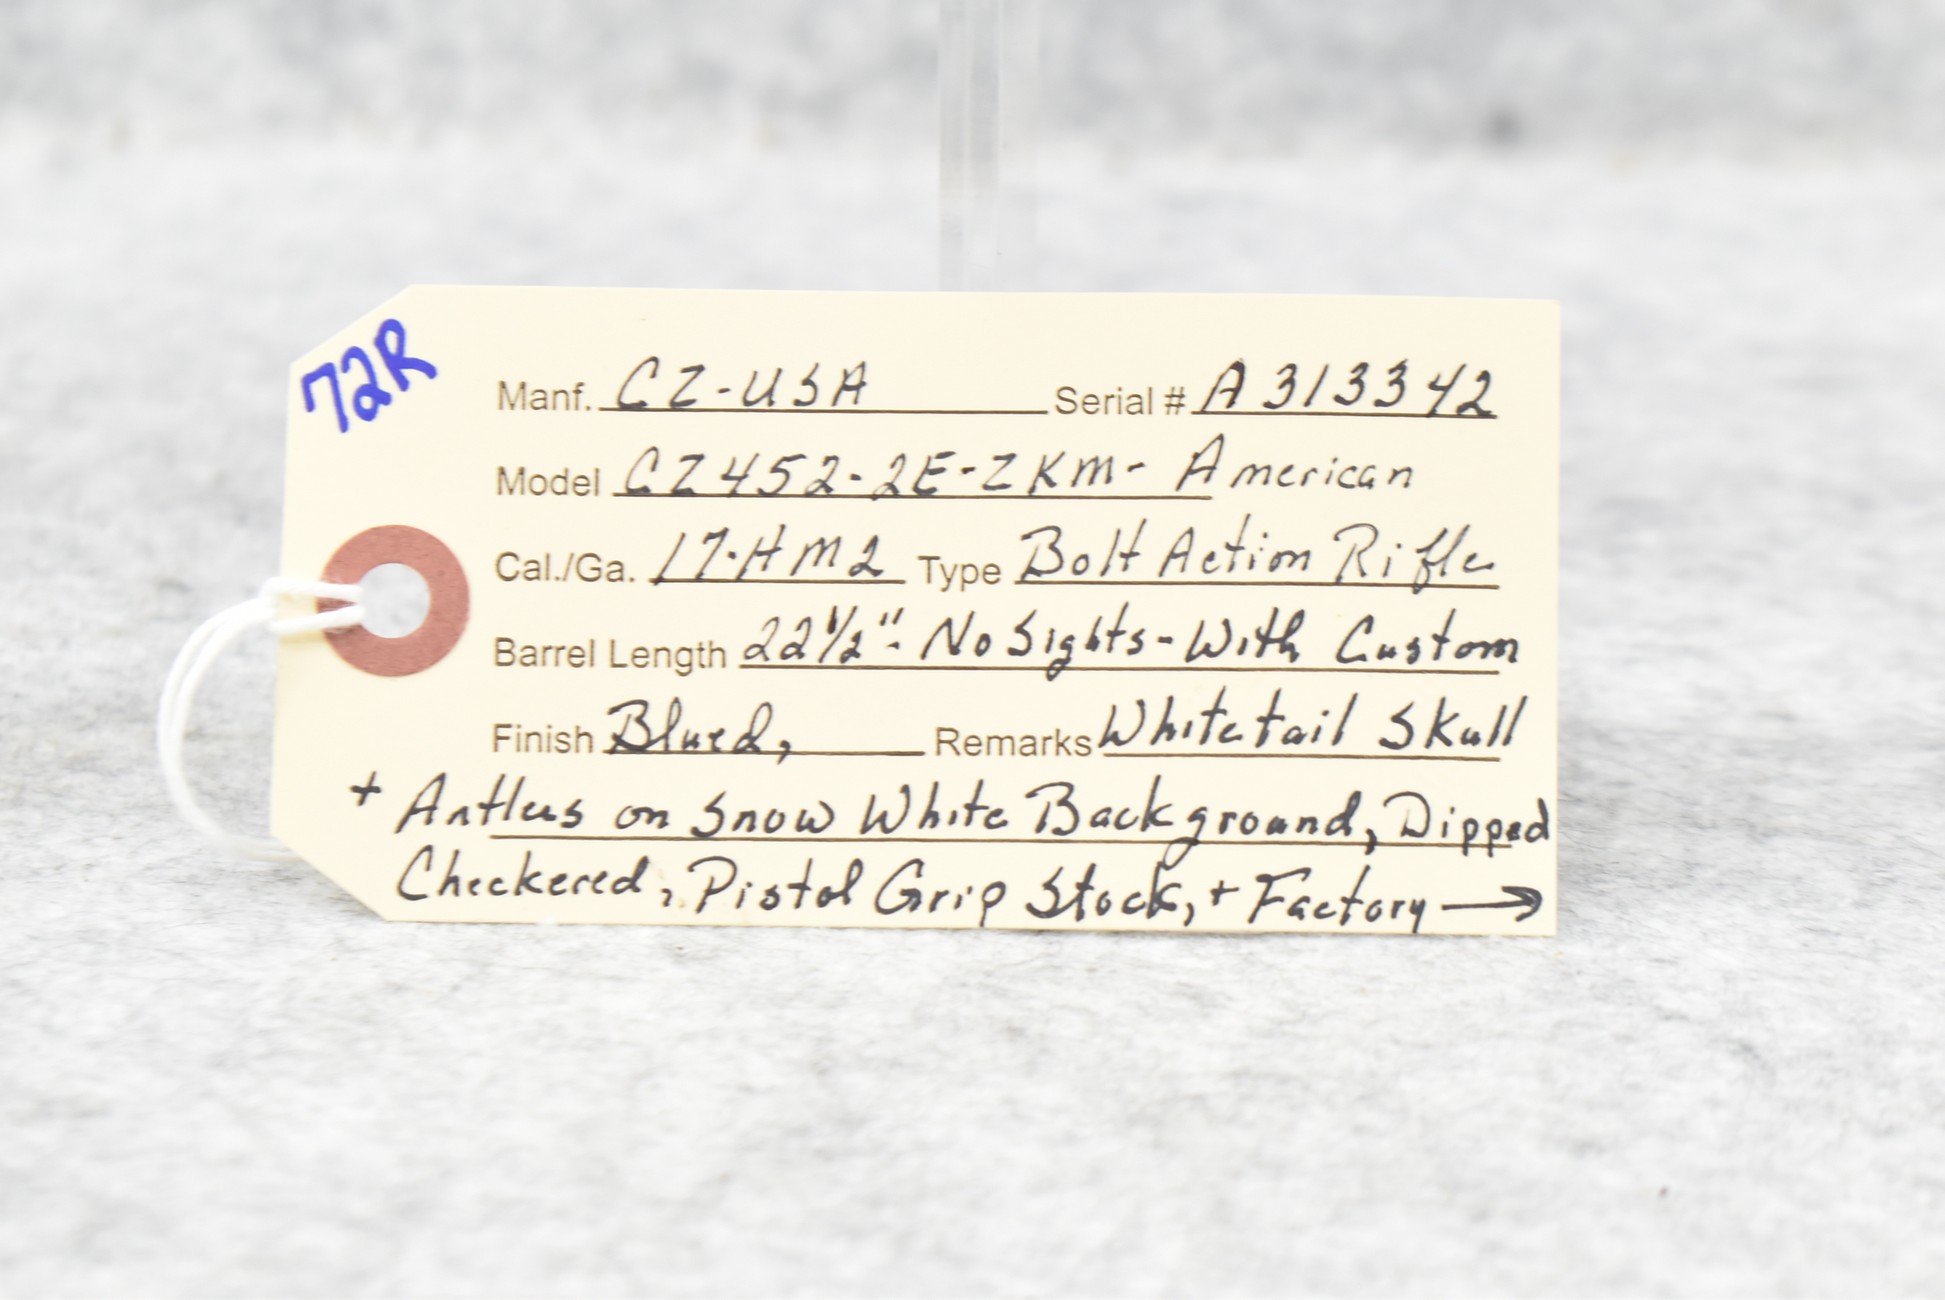 72R
Manf. CZ-USA Serial # A313342
Model CZ452-2E-ZKM- American
Cal./Ga. 17·HM2 Type Bolt Action Rifle
Barrel Length 22½"- No Sights - With Custom
Finish Blued, Remarks Whitetail Skull
+ Antlers on Snow White Background, Dipped
Checkered, Pistol Grip Stock, + Factory →